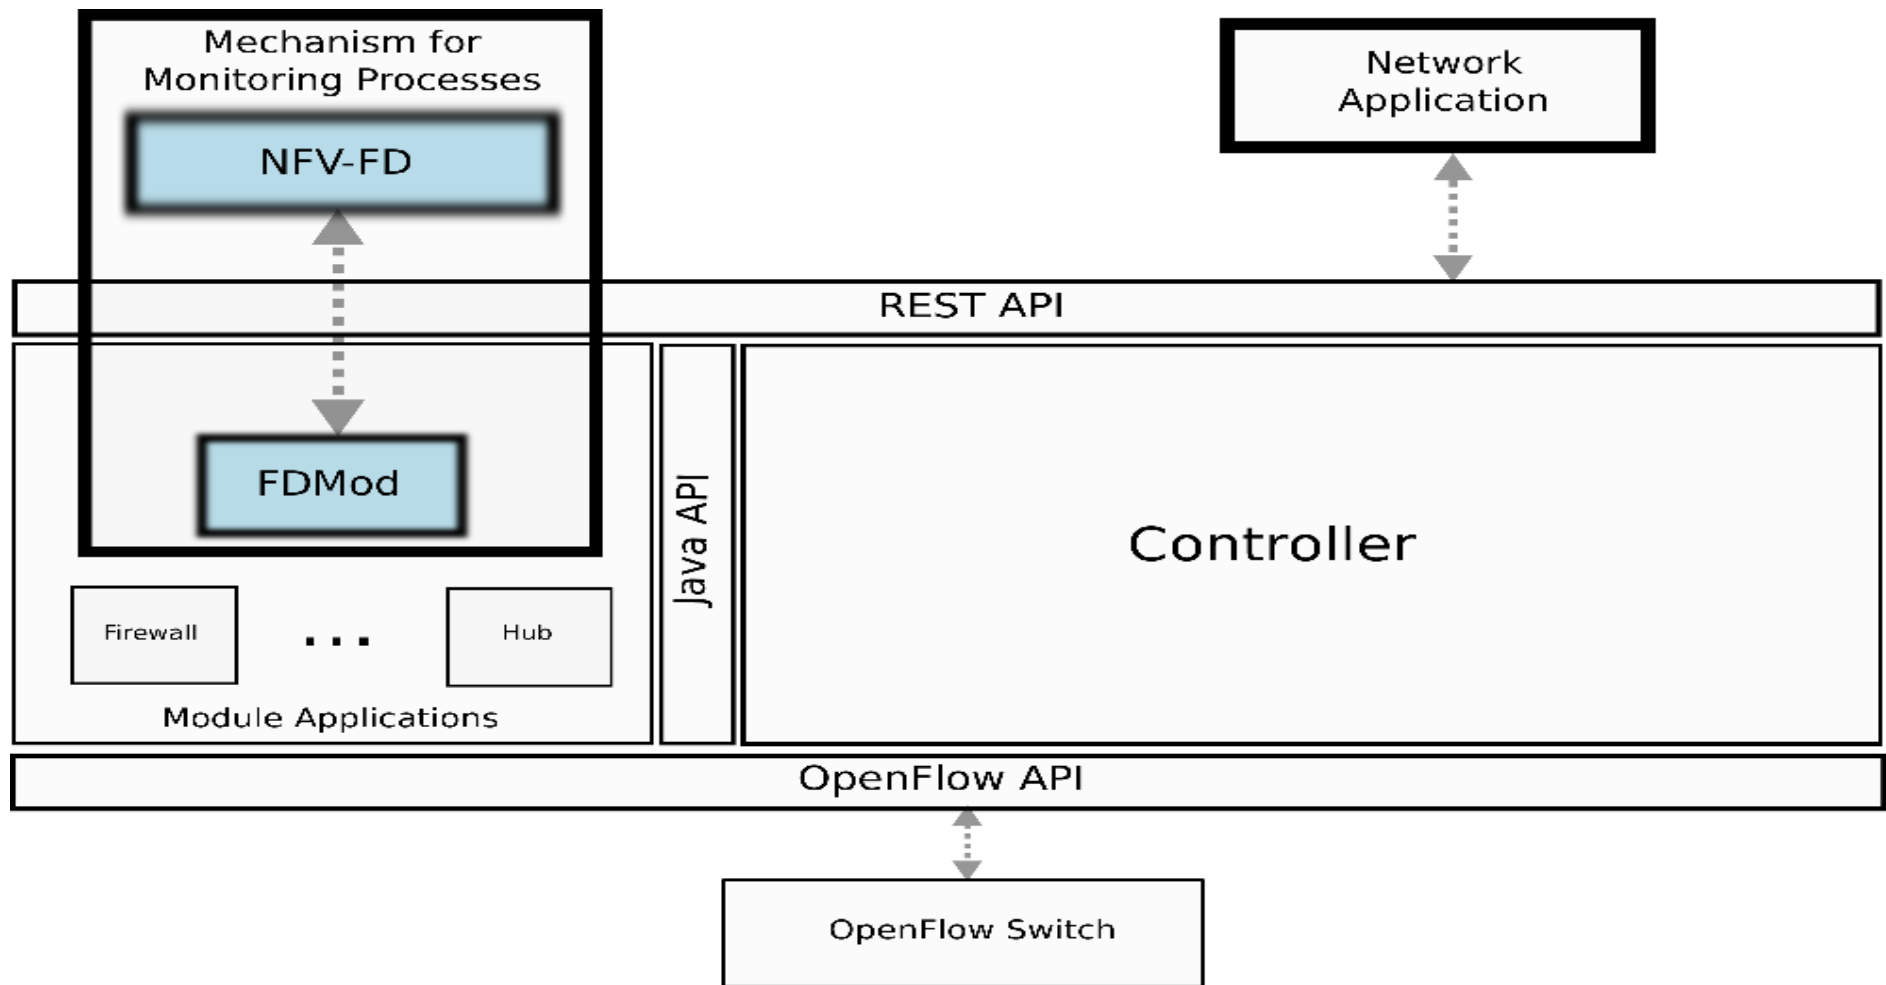 Mechanism for
Monitoring Processes
NFV-FD
Network
Application
REST API
FDMod
Java API
Controller
Firewall
...
Hub
Module Applications
OpenFlow API
OpenFlow Switch